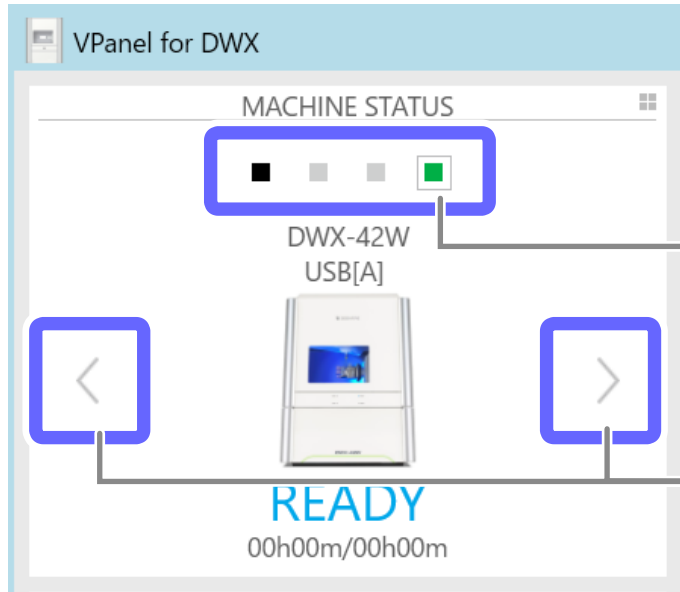 VPanel for DWX
MACHINE STATUS
DWX-42W
USB[A]
READY
00h00m/00h00m